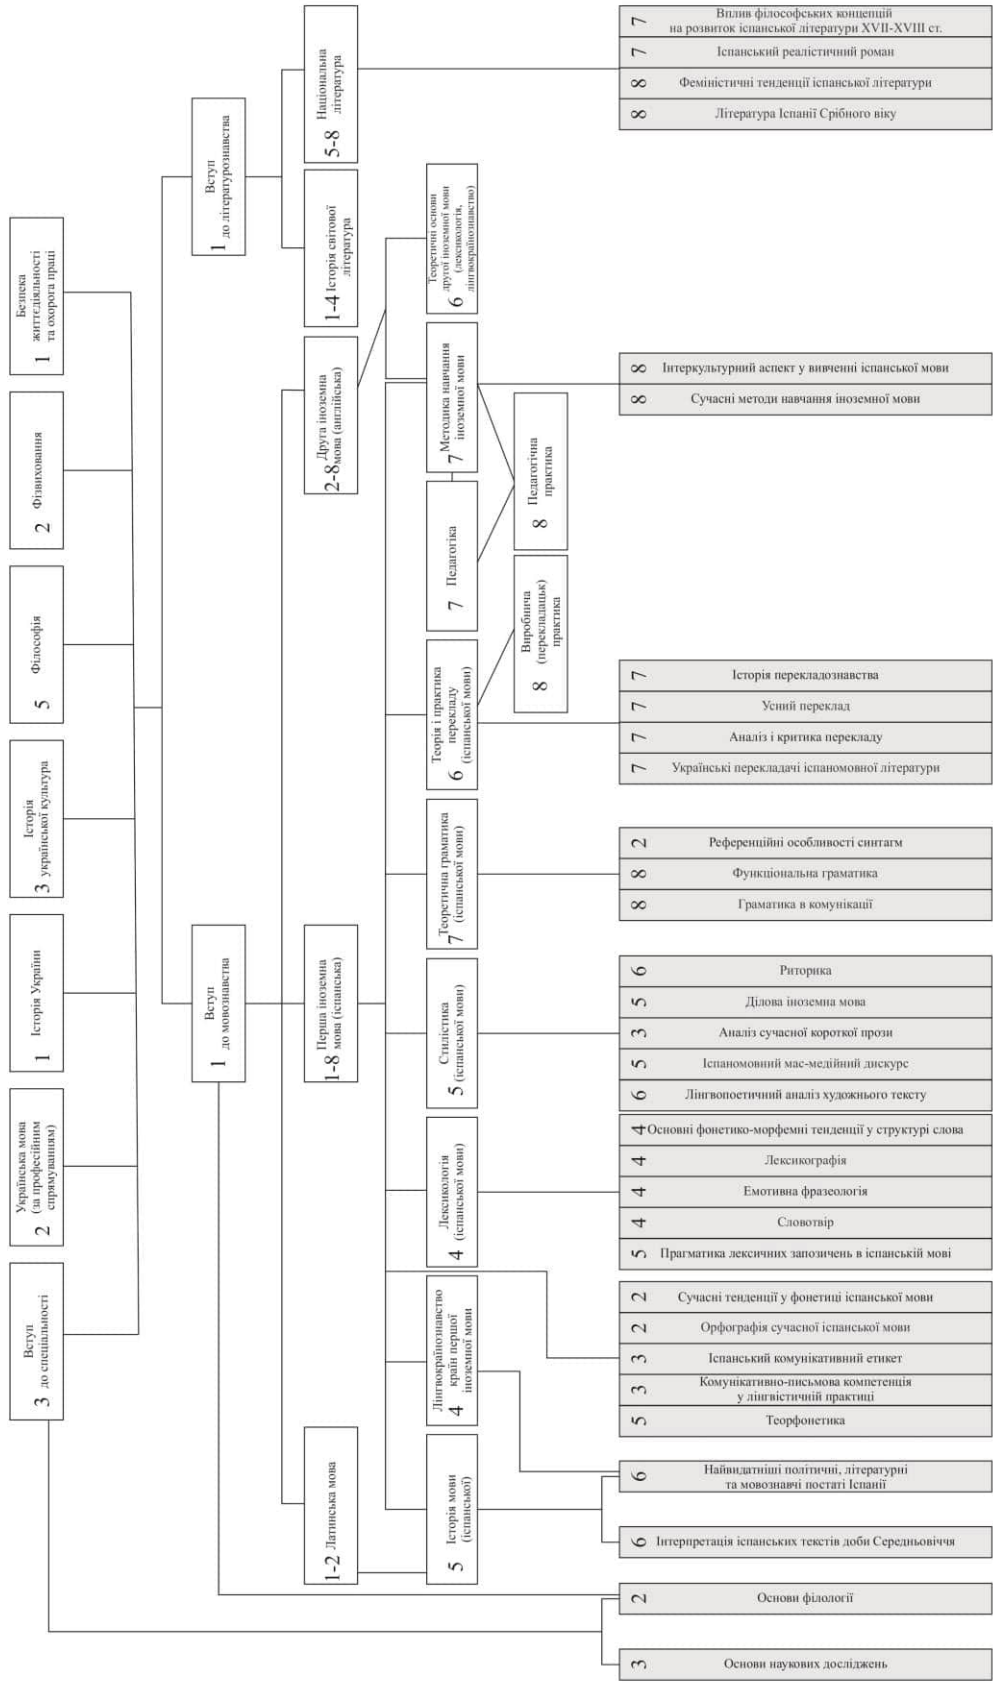 3
Вступ
до спеціальності
2
Українська мова
(за професійним
спрямуванням)
1
Історія України
3
Історія
української культура
5
Філософія
2
Фізвиховання
1
Безпека
життєдіяльності
та охорога праці
1
Вступ
до мовознавства
1
Вступ
до літературознавства
1-2
Латинська мова
1-8
Перша іноземна
мова (іспанська)
2-8
Друга іноземна
мова (англійська)
1-4
Історія світової
література
5-8
Національна
література
5
Історія мови
(іспанської)
4
Лінгвокраїнознавство
країн першої
іноземної мови
4
Лексикологія
(іспанської мови)
5
Стилістика
(іспанської мови)
7
Теоретична граматика
(іспанської мови)
6
Теорія і практика
перекладу
(іспанської мови)
7
Педагогіка
7
Методика навчання
іноземної мови
6
Теоретичні основи
другої іноземної мови
(лексикологія,
лінгвокраїнознавство)
8
Виробнича
(перекладацьк)
практика
8
Педагогічна
практика
3
Основи наукових досліджень
2
Основи філології
6
Інтерпретація іспанських текстів доби Середньовіччя
6
Найвидатніші політичні, літературні
та мовознавчі постаті Іспанії
5
Теорфонетика
3
Комунікативно-письмова компетенція
у лінгвістичній практиці
3
Іспанський комунікативний етикет
2
Орфографія сучасної іспанської мови
2
Сучасні тенденції у фонетиці іспанської мови
5
Прагматика лексичних запозичень в іспанській мові
4
Словотвір
4
Емотивна фразеологія
4
Лексикографія
4
Основні фонетико-морфемні тенденції у структурі слова
6
Лінгвопоетичний аналіз художнього тексту
5
Іспаномовний мас-медійний дискурс
3
Аналіз сучасної короткої прози
5
Ділова іноземна мова
6
Риторика
8
Граматика в комунікації
8
Функціональна граматика
2
Референційні особливості синтагм
7
Українські перекладачі іспаномовної літератури
7
Аналіз і критика перекладу
7
Усний переклад
7
Історія перекладознавства
8
Сучасні методи навчання іноземної мови
8
Інтеркультурний аспект у вивченні іспанської мови
8
Література Іспанії Срібного віку
8
Феміністичні тенденції іспанської літератури
7
Іспанський реалістичний роман
7
Вплив філософських концепцій
на розвиток іспанської літератури XVII-XVIII ст.